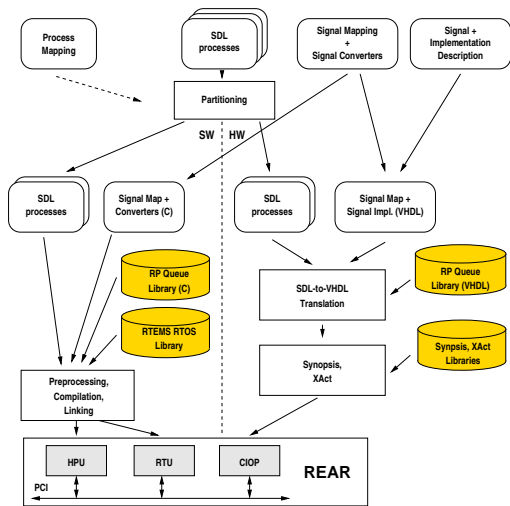 Process
Mapping
SDL
processes
Signal Mapping
+
Signal Converters
Signal +
Implementation
Description
Partitioning
SW
HW
SDL
processes
Signal Map +
Converters (C)
SDL
processes
Signal Map +
Signal Impl. (VHDL)
RP Queue
Library (C)
RTEMS RTOS
Library
SDL-to-VHDL
Translation
RP Queue
Library (VHDL)
Synopsis,
XAct
Synpsis, XAct
Libraries
Preprocessing,
Compilation,
Linking
HPU
RTU
CIOP
REAR
PCI